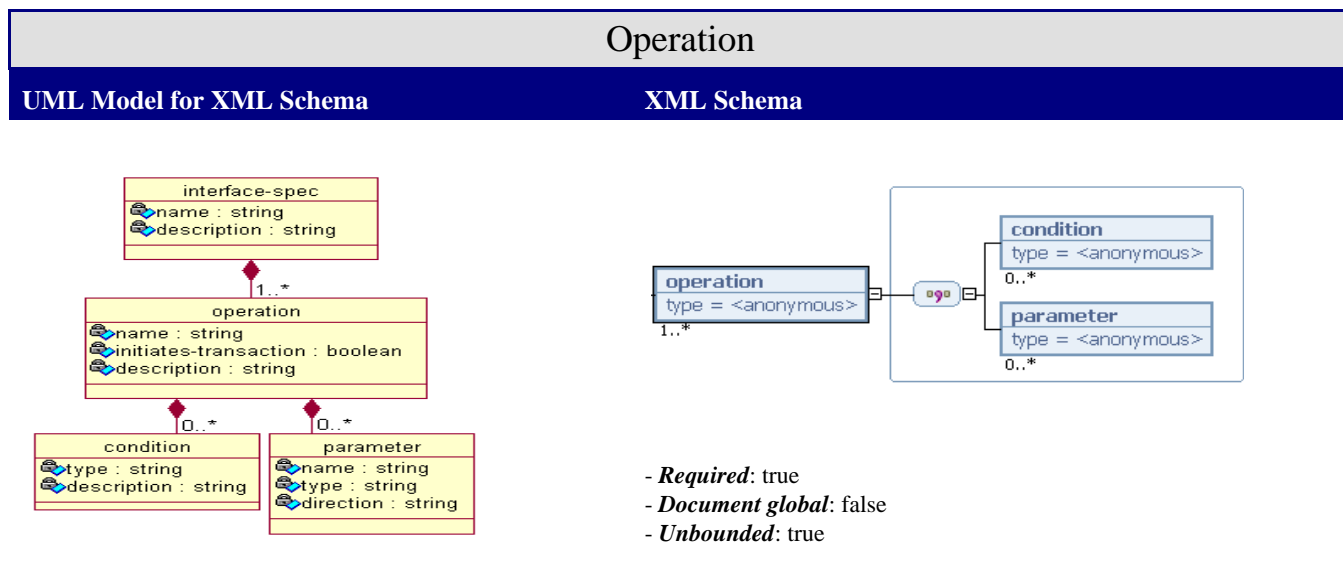 Operation
UML Model for XML Schema
XML Schema
interface-spec
name : string
description : string
1..*
operation
name : string
initiates-transaction : boolean
description : string
0..*
0..*
condition
type : string
description : string
parameter
name : string
type : string
direction : string
operation
type = <anonymous>
1..*
condition
type = <anonymous>
0..*
parameter
type = <anonymous>
0..*
- Required: true
- Document global: false
- Unbounded: true